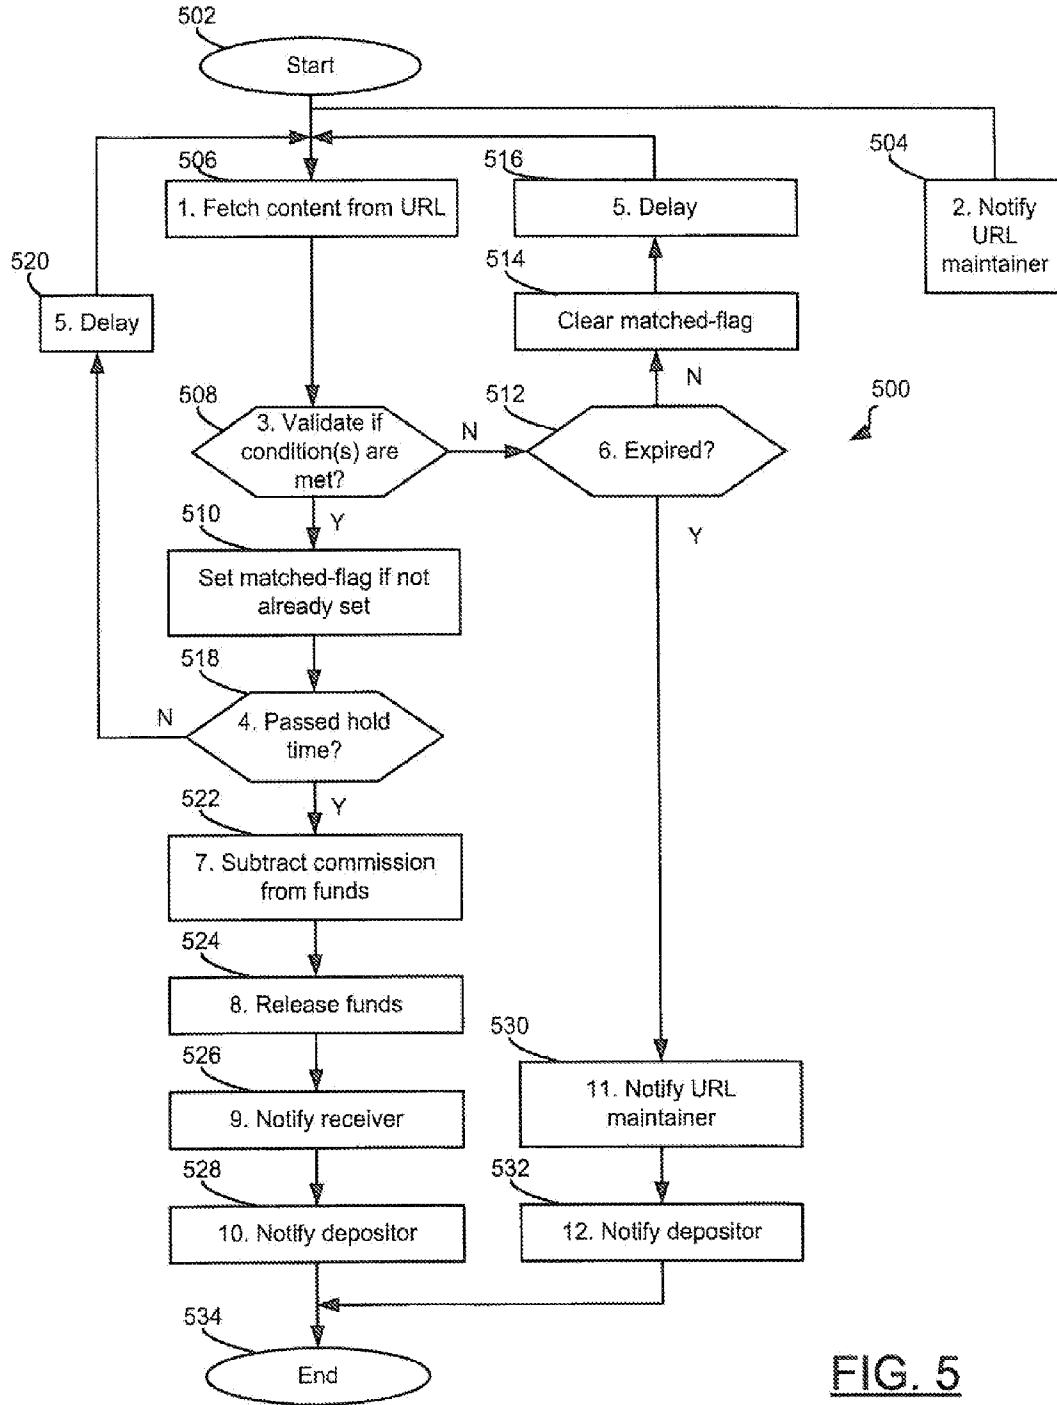 502
Start
504
506
516
1. Fetch content from URL
5. Delay
2. Notify
URL
maintainer
520
514
5. Delay
Clear matched-flag
N
508
512
500
3. Validate if
condition(s) are
met?
N
6. Expired?
510
Y
Y
Set matched-flag if not
already set
518
N
4. Passed hold
time?
522
Y
7. Subtract commission
from funds
524
8. Release funds
530
526
11. Notify URL
maintainer
9. Notify receiver
528
532
10. Notify depositor
12. Notify depositor
534
End
FIG. 5